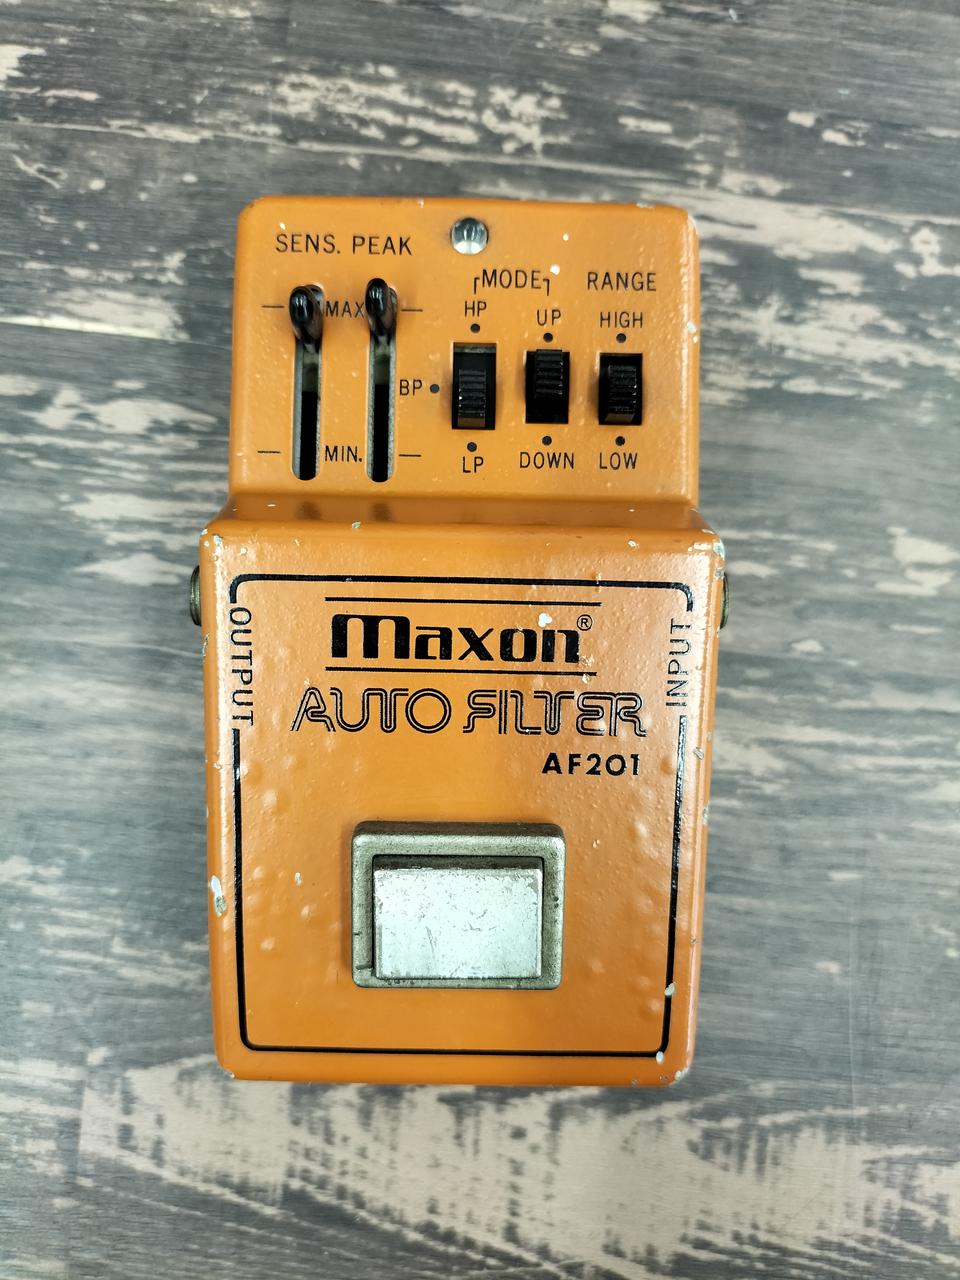 SENS. PEAK
MODE RANGE
HP UP HIGH
MAX
BP
MIN.
LP DOWN LOW
OUTPUT
INPUT
maxon®
AUTO FILTER
AF201